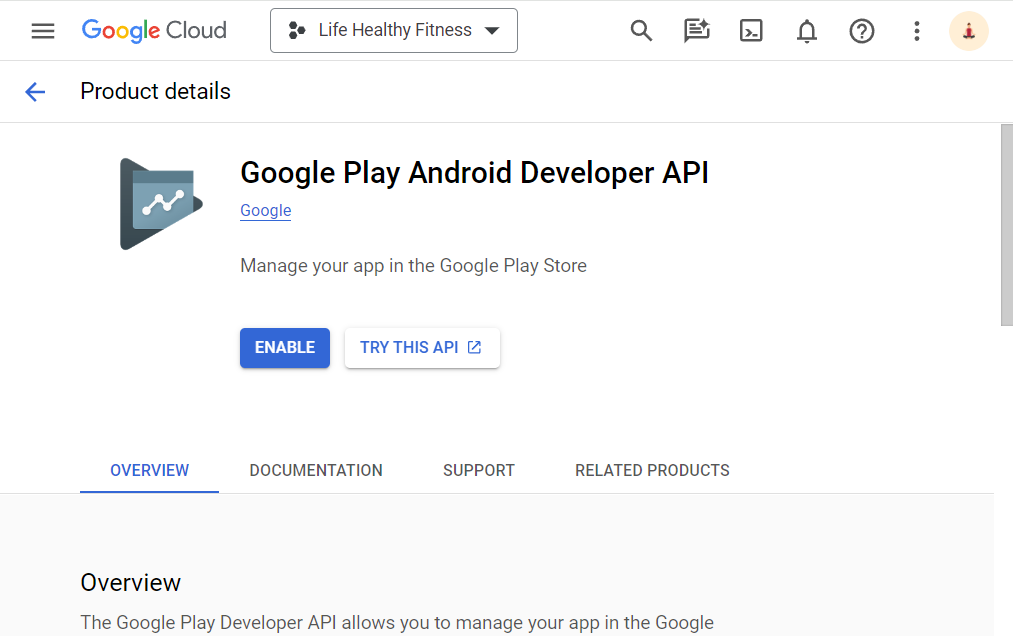 Google Cloud
Life Healthy Fitness
Product details
Google Play Android Developer API
Google
Manage your app in the Google Play Store
ENABLE
TRY THIS API
OVERVIEW
DOCUMENTATION
SUPPORT
RELATED PRODUCTS
Overview
The Google Play Developer API allows you to manage your app in the Google